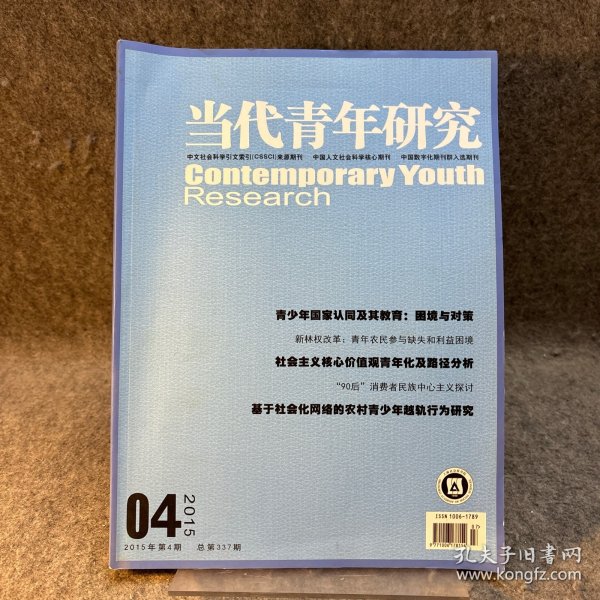 当代青年研究
中文社会科学引文索引(CSSCI)来源期刊 中国人文社会科学核心期刊 中国数字化期刊群入选期刊
Contemporary Youth
Research
青少年国家认同及其教育：困境与对策
新林权改革：青年农民参与缺失和利益困境
社会主义核心价值观青年化及路径分析
“90后”消费者民族中心主义探讨
基于社会化网络的农村青少年越轨行为研究
04
2015
2015年第4期 总第337期
ISSN 1006-1789
07>
孔夫子旧书网
www.kongfz.com